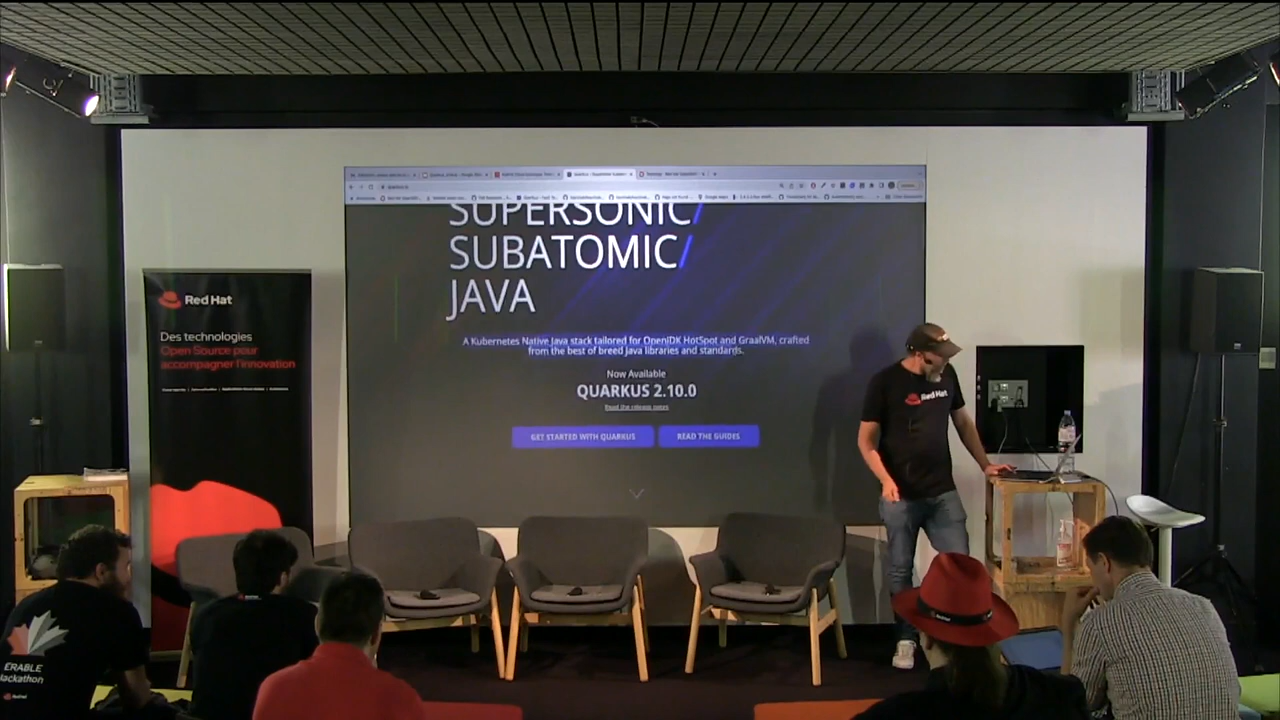 SUPERSONIC/
SUBATOMIC/
JAVA
A Kubernetes Native Java stack tailored for OpenJDK HotSpot and GraalVM, crafted
from the best of breed Java libraries and standards.
Now Available
QUARKUS 2.10.0
Read the release notes
GET STARTED WITH QUARKUS
READ THE GUIDES
Red Hat
Des technologies
Open Source pour
accompagner l'innovation
Red Hat
ERABLE
Hackathon
Red Hat